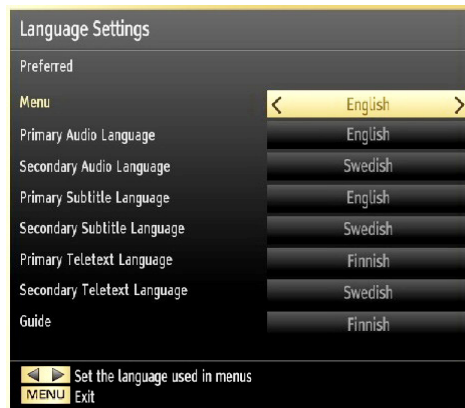 Language Settings
Preferred
Menu English
Primary Audio Language English
Secondary Audio Language Swedish
Primary Subtitle Language English
Secondary Subtitle Language Swedish
Primary Teletext Language Finnish
Secondary Teletext Language Swedish
Guide Finnish
Set the language used in menus
MENU Exit